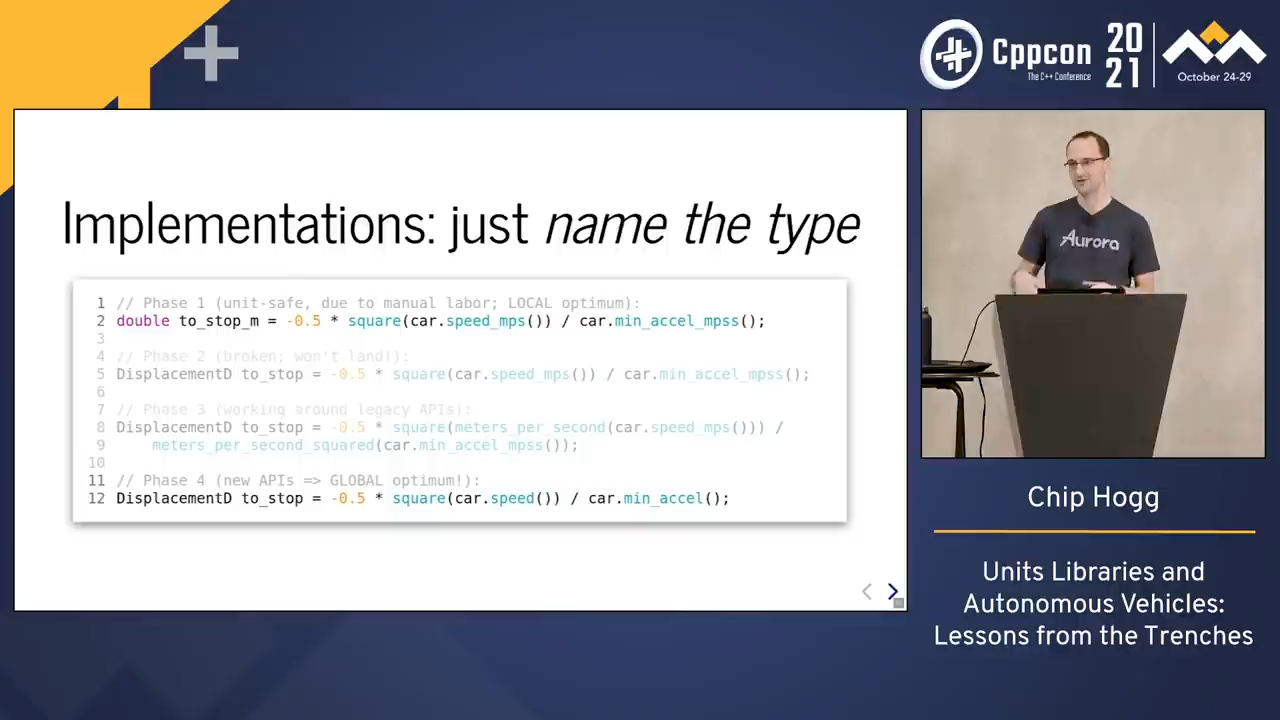 Cppcon
The C++ Conference
20
21
October 24-29
Implementations: just name the type
1 // Phase 1 (unit-safe, due to manual labor; LOCAL optimum):
2 double to_stop_m = -0.5 * square(car.speed_mps()) / car.min_accel_mpss();
3
4 // Phase 2 (broken; won't land!):
5 DisplacementD to_stop = -0.5 * square(car.speed_mps()) / car.min_accel_mpss();
6
7 // Phase 3 (working around legacy APIs):
8 DisplacementD to_stop = -0.5 * square(meters_per_second(car.speed_mps())) /
9 meters_per_second_squared(car.min_accel_mpss());
10
11 // Phase 4 (new APIs => GLOBAL optimum!):
12 DisplacementD to_stop = -0.5 * square(car.speed()) / car.min_accel();
Aurora
Chip Hogg
Units Libraries and
Autonomous Vehicles:
Lessons from the Trenches